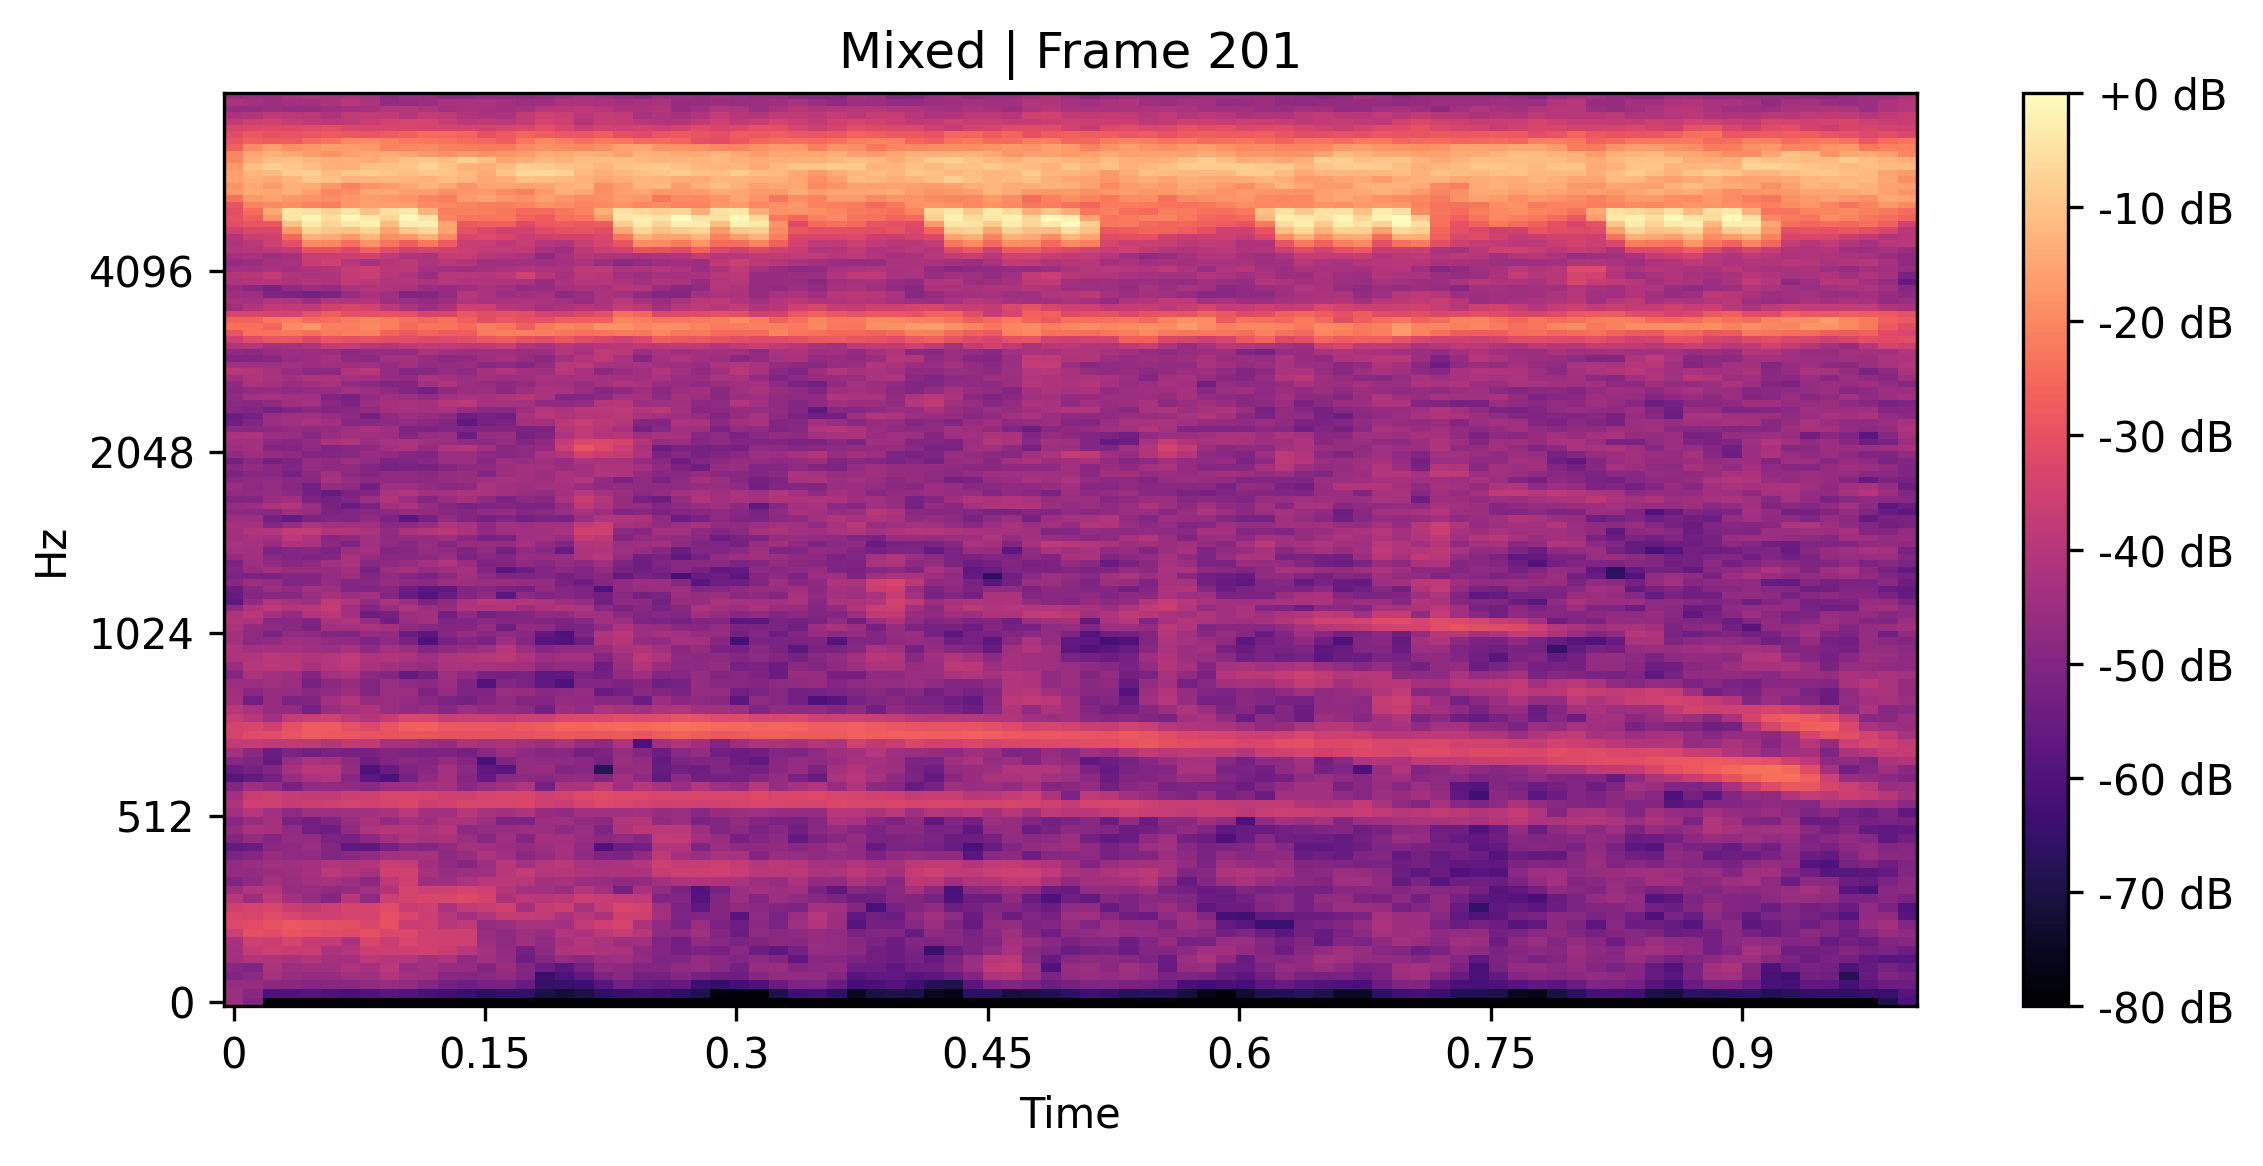 Mixed | Frame 201
Hz
4096
2048
1024
512
0
0 0.15 0.3 0.45 0.6 0.75 0.9
Time
+0 dB
-10 dB
-20 dB
-30 dB
-40 dB
-50 dB
-60 dB
-70 dB
-80 dB